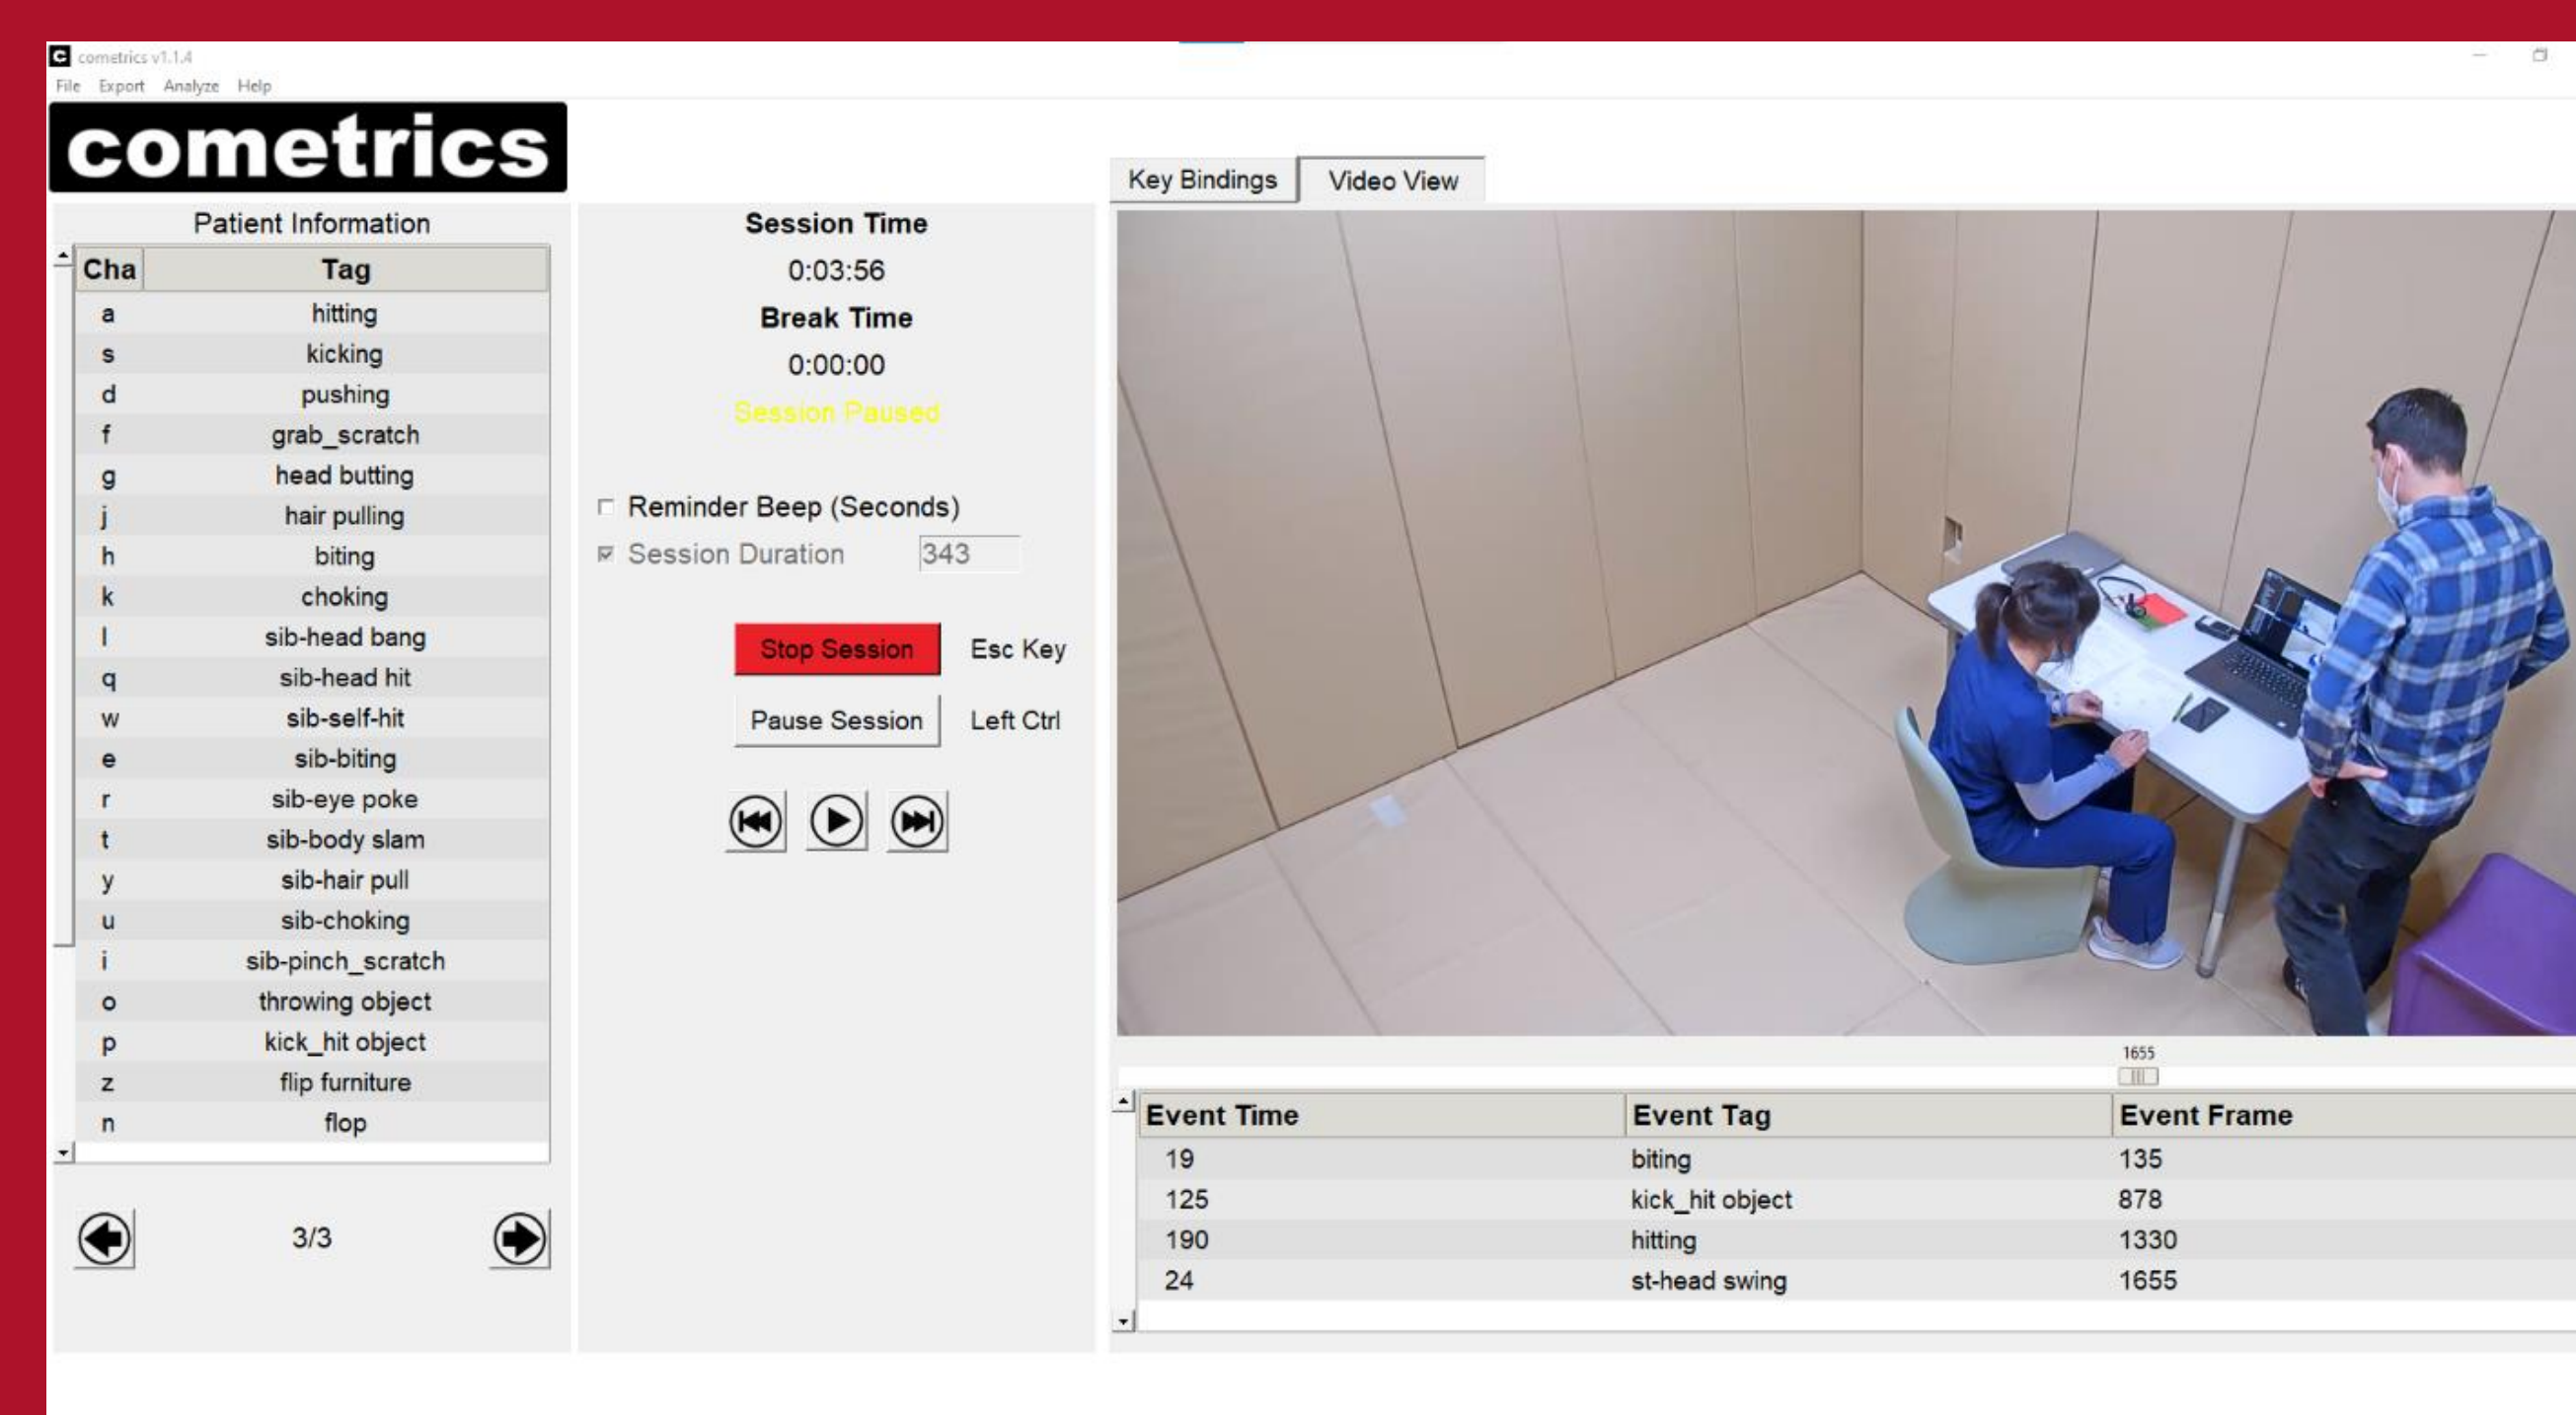 cometrics v1.1.4
File Export Analyze Help
cometrics
Patient Information
Cha Tag
a hitting
s kicking
d pushing
f grab_scratch
g head butting
j hair pulling
h biting
k choking
l sib-head bang
q sib-head hit
w sib-self-hit
e sib-biting
r sib-eye poke
t sib-body slam
y sib-hair pull
u sib-choking
i sib-pinch_scratch
o throwing object
p kick_hit object
z flip furniture
n flop
3/3
Session Time
0:03:56
Break Time
0:00:00
Session Paused
Reminder Beep (Seconds)
Session Duration 343
Stop Session Esc Key
Pause Session Left Ctrl
Key Bindings Video View
1655
Event Time Event Tag Event Frame
19 biting 135
125 kick_hit object 878
190 hitting 1330
24 st-head swing 1655